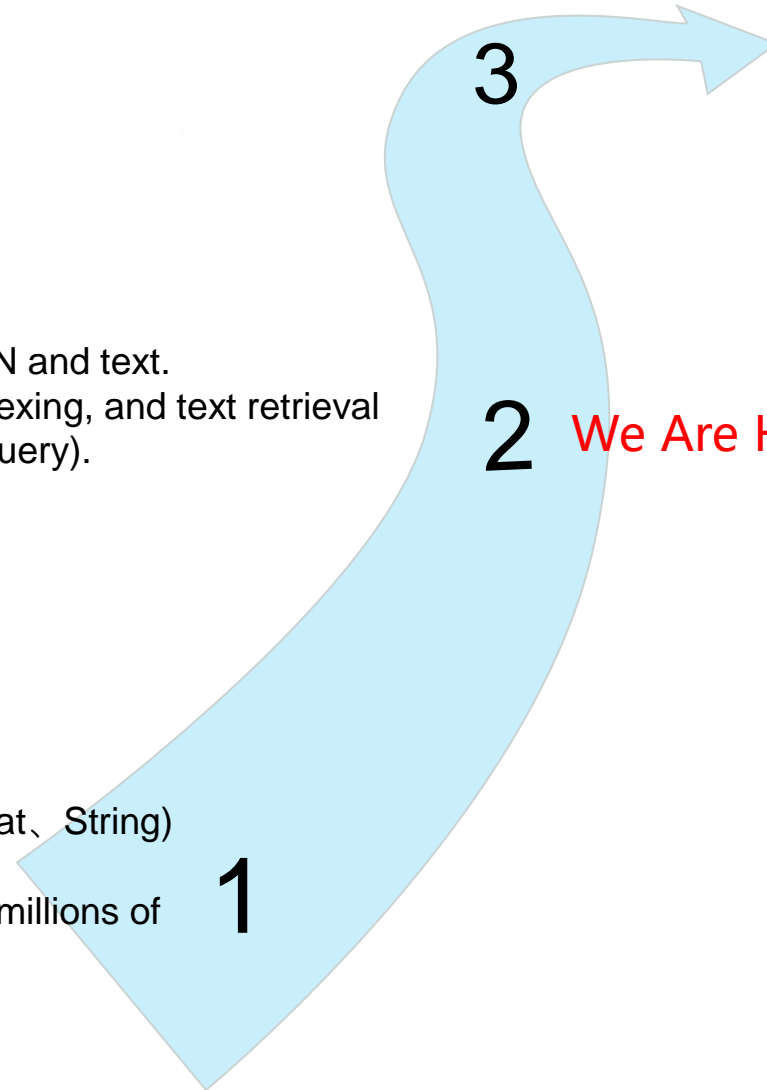 3
N and text.
exing, and text retrieval
uery).
2
We Are H
at、String)
millions of
1